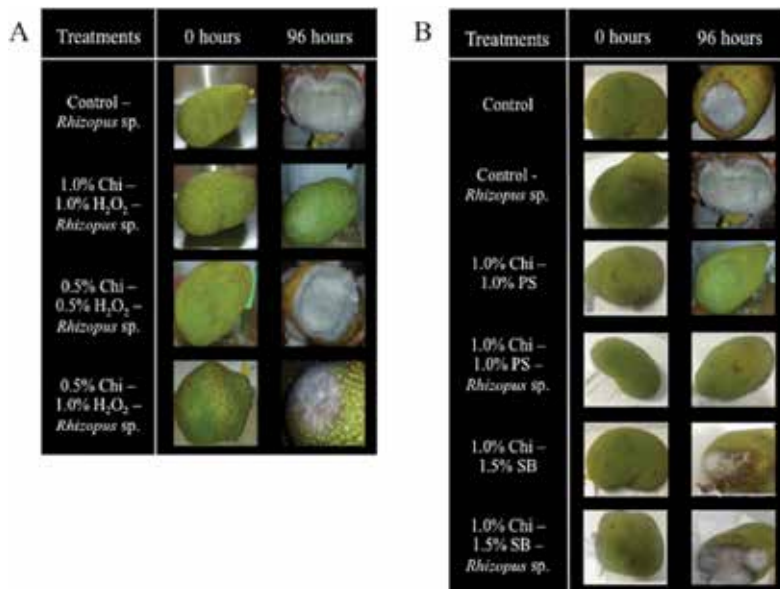 A
Treatments 0 hours 96 hours
Control –
Rhizopus sp.
1.0% Chi –
1.0% H₂O₂ –
Rhizopus sp.
0.5% Chi –
0.5% H₂O₂ –
Rhizopus sp.
0.5% Chi –
1.0% H₂O₂ –
Rhizopus sp.
B
Treatments 0 hours 96 hours
Control
Control -
Rhizopus sp.
1.0% Chi –
1.0% PS
1.0% Chi –
1.0% PS –
Rhizopus sp.
1.0% Chi –
1.5% SB
1.0% Chi –
1.5% SB –
Rhizopus sp.